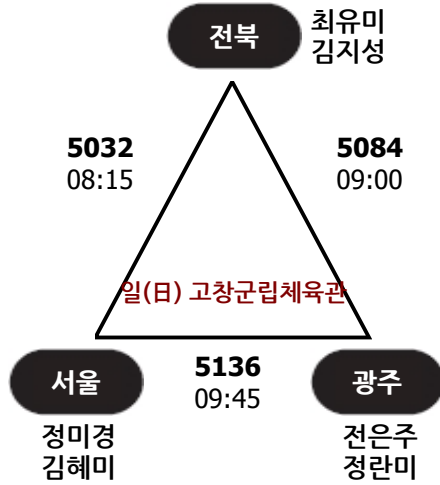 전북
최유미
김지성
5032
08:15
5084
09:00
일(日) 고창군립체육관
서울
5136
09:45
광주
정미경
김혜미
전은주
정란미